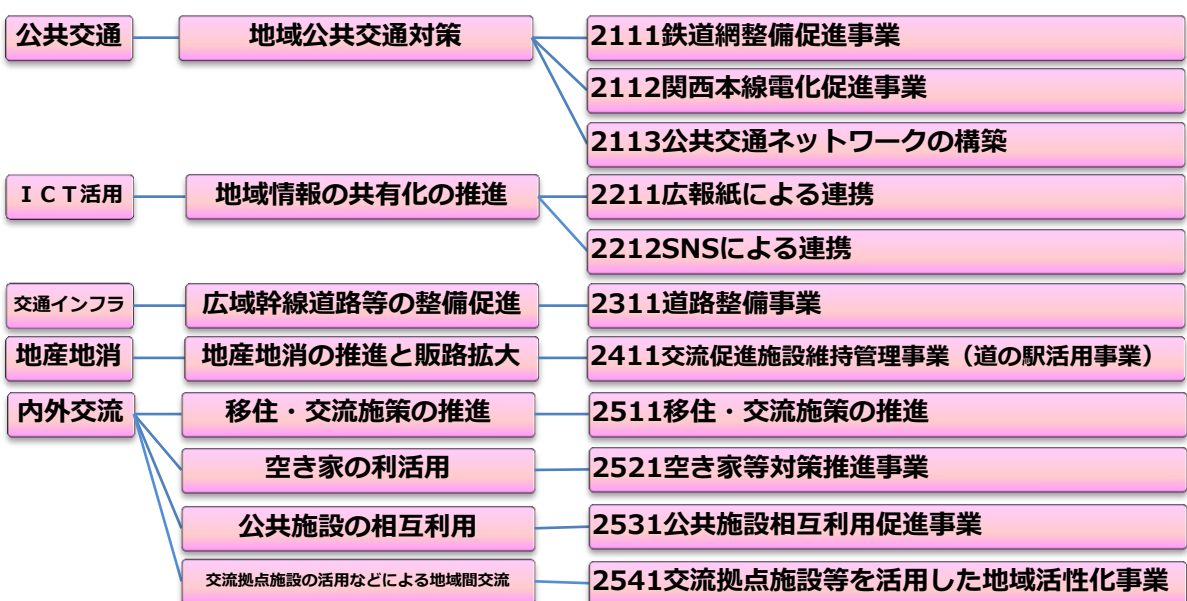 公共交通
地域公共交通対策
2111鉄道網整備促進事業
2112関西本線電化促進事業
2113公共交通ネットワークの構築
ＩＣＴ活用
地域情報の共有化の推進
2211広報紙による連携
2212SNSによる連携
交通インフラ
広域幹線道路等の整備促進
2311道路整備事業
地産地消
地産地消の推進と販路拡大
2411交流促進施設維持管理事業（道の駅活用事業）
内外交流
移住・交流施策の推進
2511移住・交流施策の推進
空き家の利活用
2521空き家等対策推進事業
公共施設の相互利用
2531公共施設相互利用促進事業
交流拠点施設の活用などによる地域間交流
2541交流拠点施設等を活用した地域活性化事業